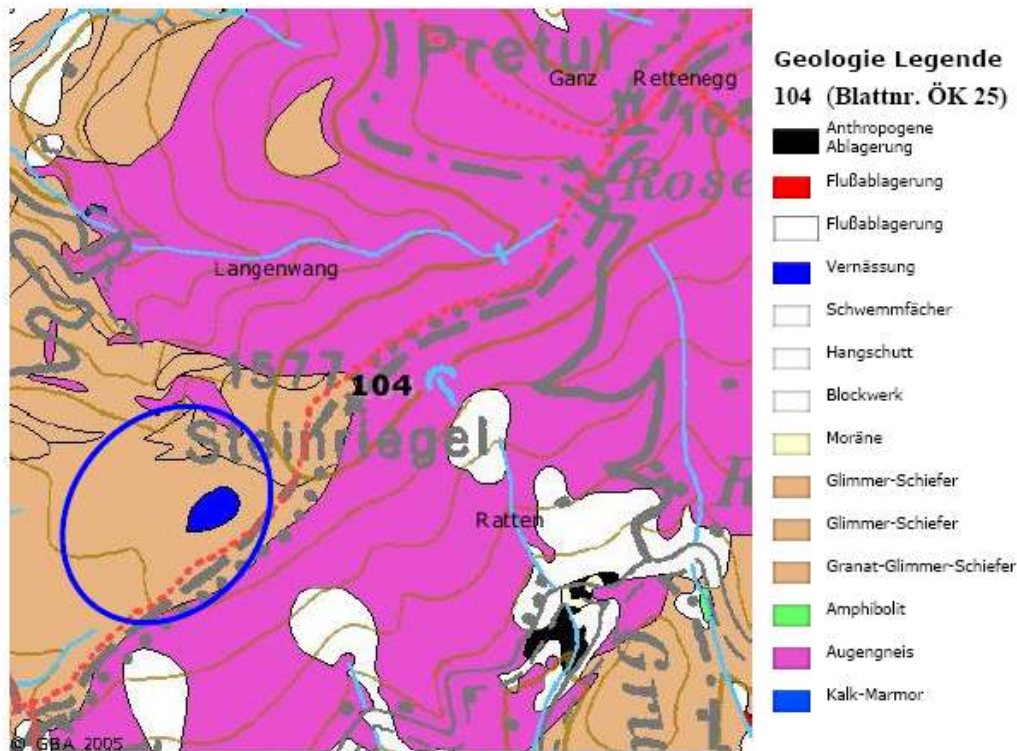 Pretul
Ganz Rettenegg
Rose
Langenwang
1577
104
Steinriegel
Ratten
© GBA 2005
Geologie Legende
104 (Blattnr. ÖK 25)
Anthropogene
Ablagerung
Flußablagerung
Flußablagerung
Vernässung
Schwemmfächer
Hangschutt
Blockwerk
Moräne
Glimmer-Schiefer
Glimmer-Schiefer
Granat-Glimmer-Schiefer
Amphibolit
Augengneis
Kalk-Marmor